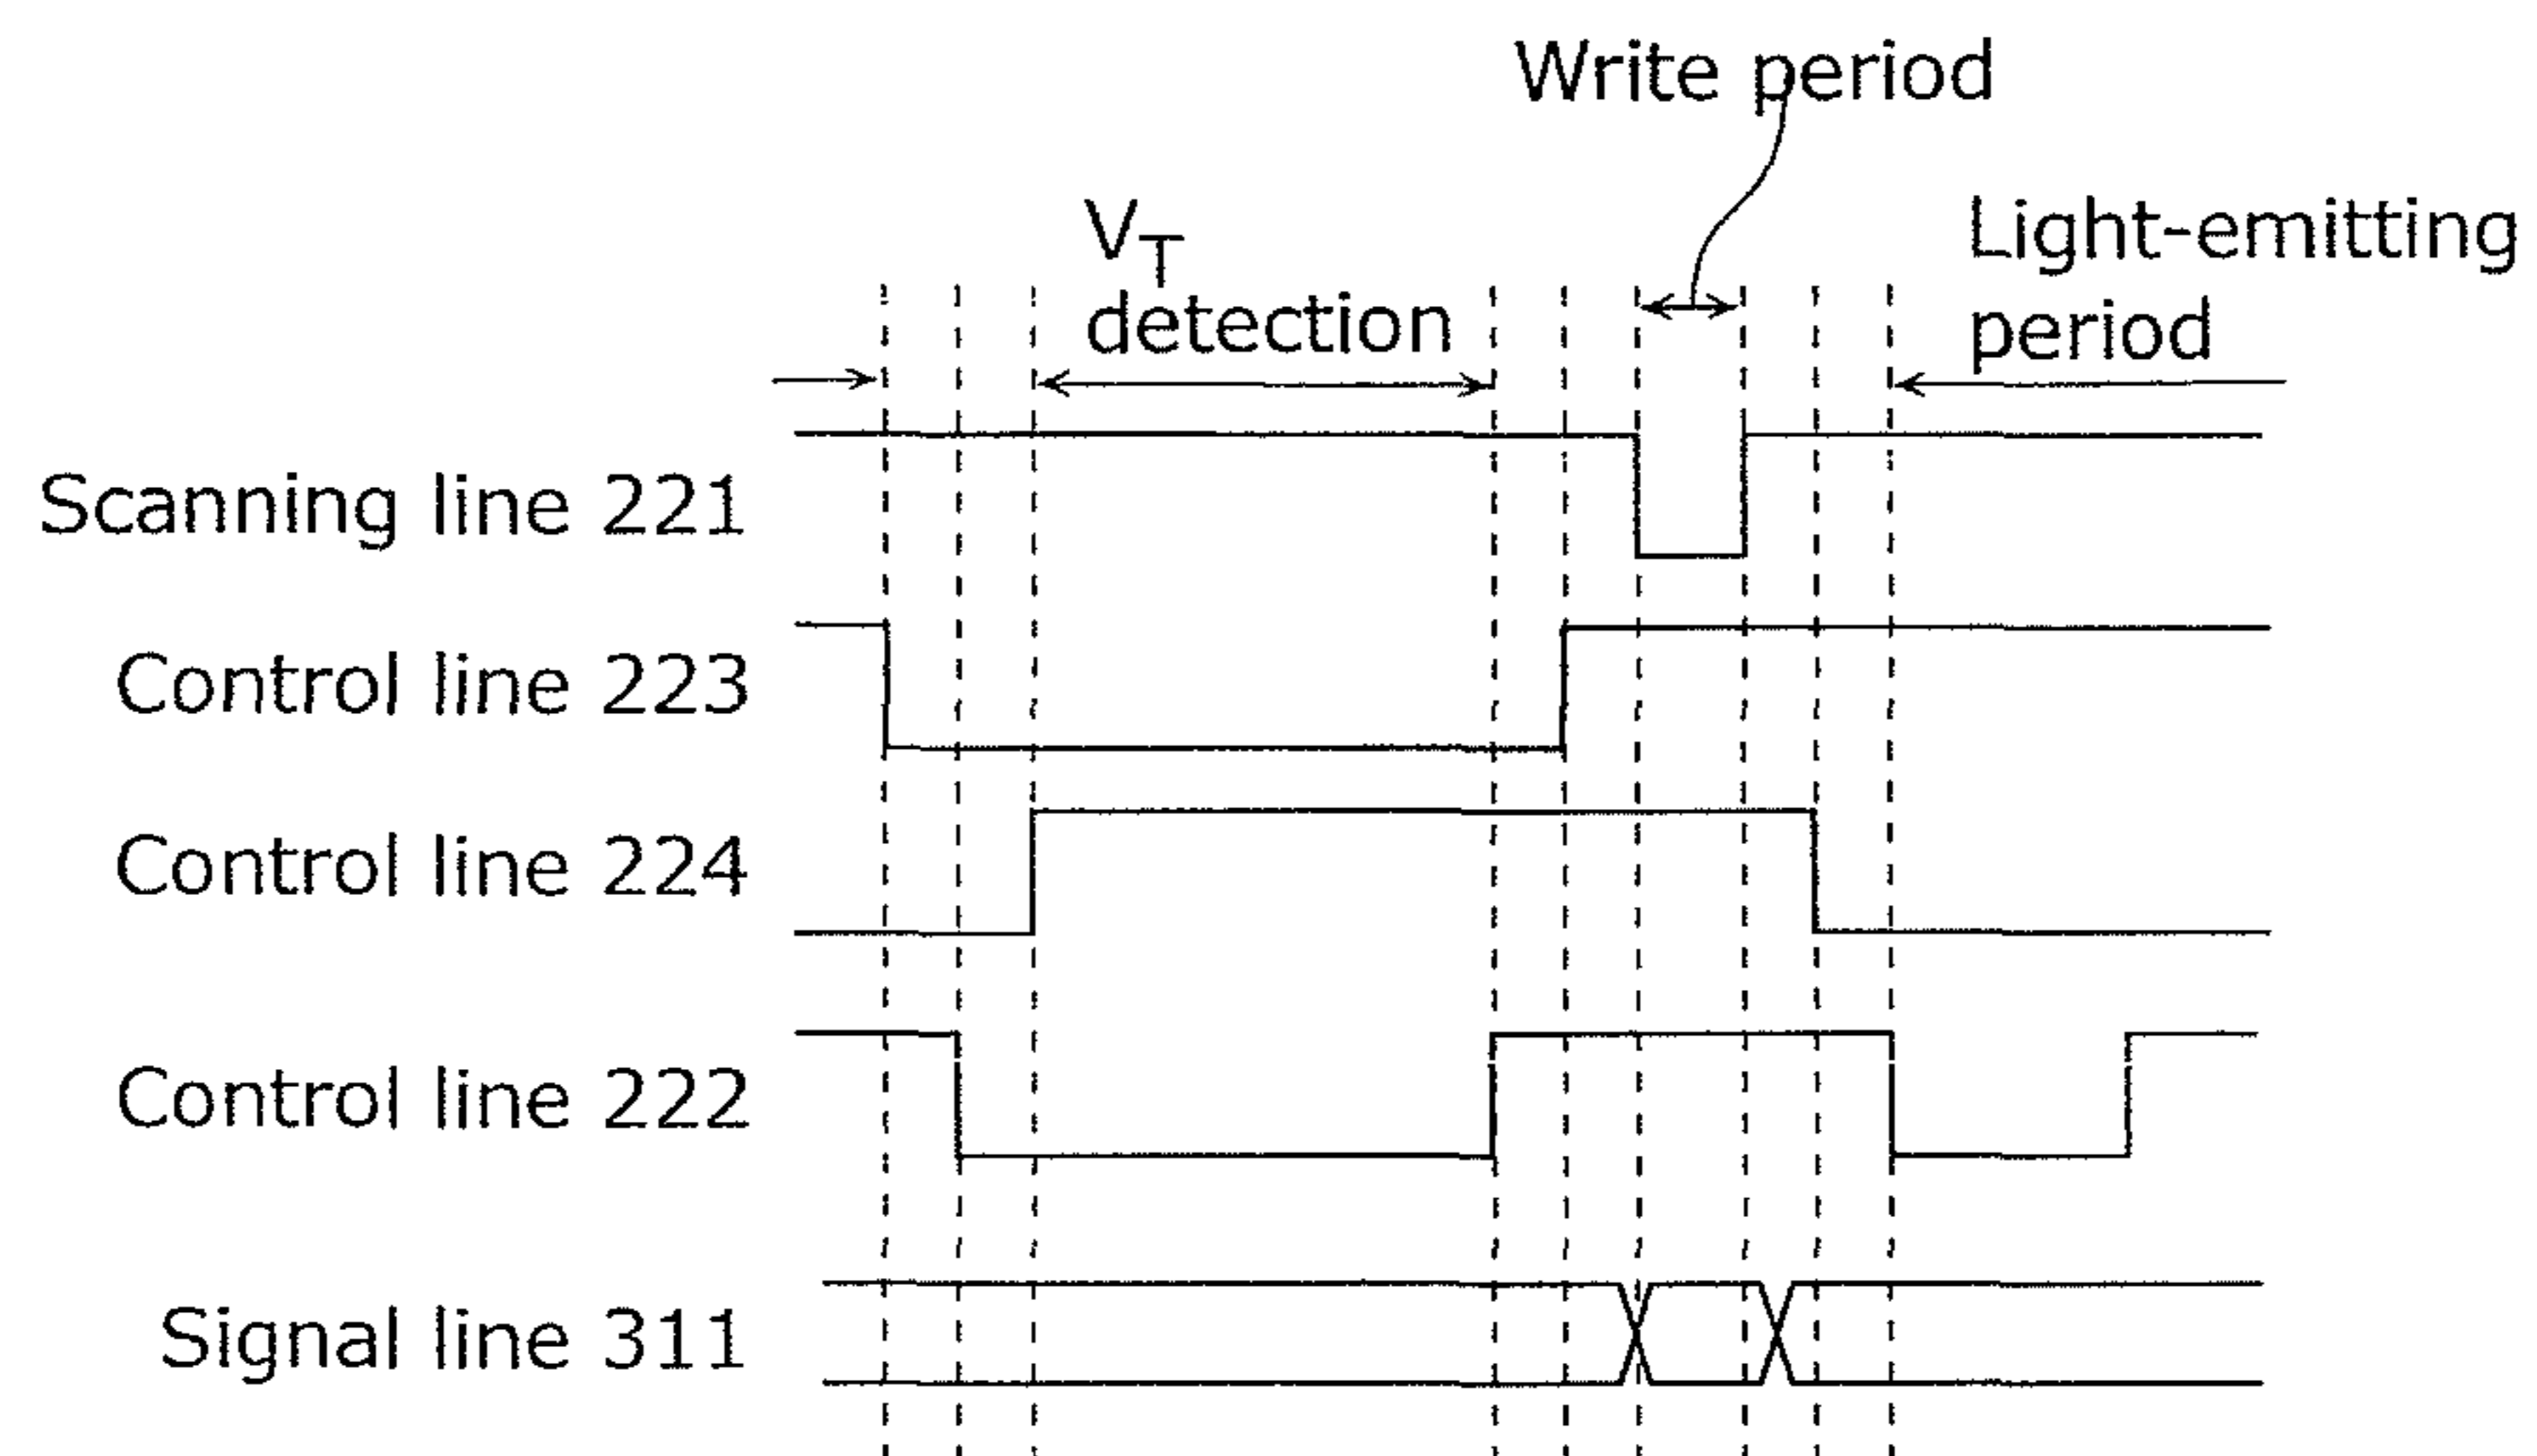 Write period
V_T
detection
Light-emitting
period
Scanning line 221
Control line 223
Control line 224
Control line 222
Signal line 311